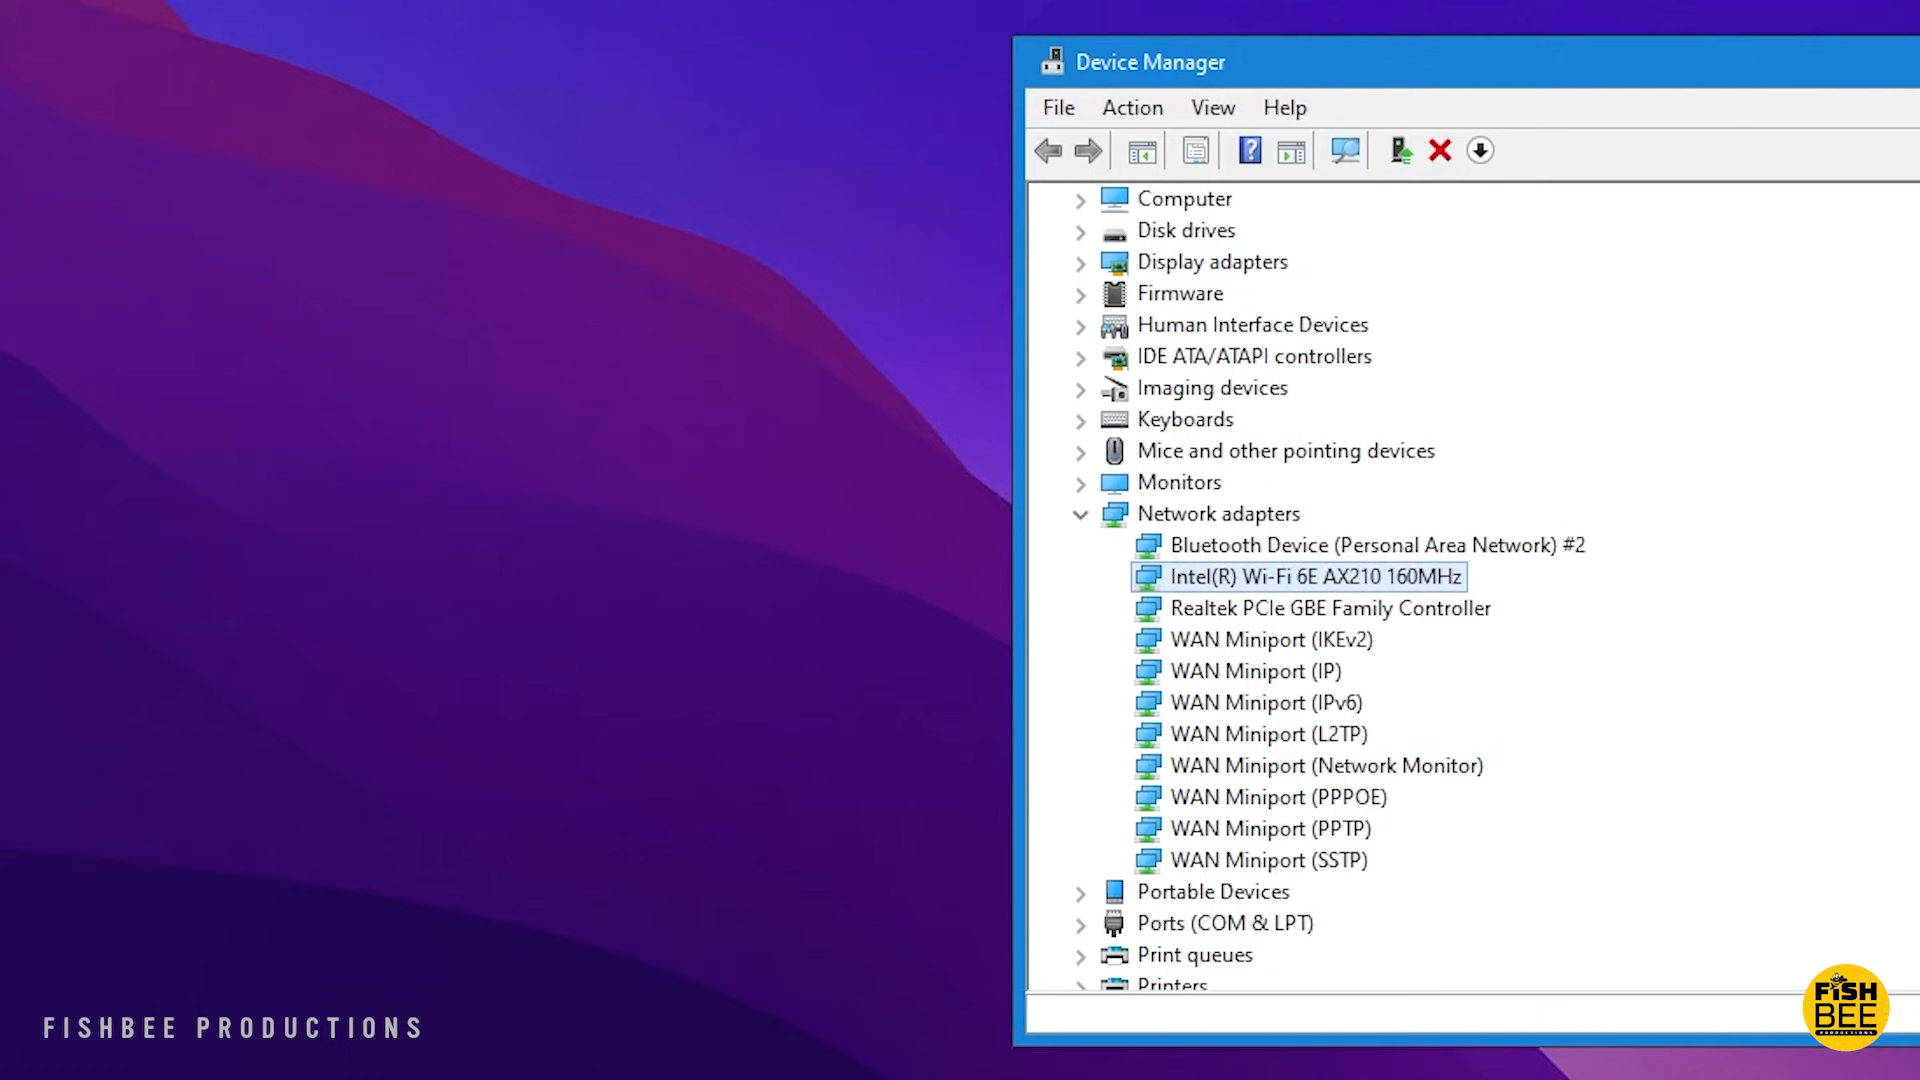 Device Manager
File Action View Help
Computer
Disk drives
Display adapters
Firmware
Human Interface Devices
IDE ATA/ATAPI controllers
Imaging devices
Keyboards
Mice and other pointing devices
Monitors
Network adapters
Bluetooth Device (Personal Area Network) #2
Intel(R) Wi-Fi 6E AX210 160MHz
Realtek PCIe GBE Family Controller
WAN Miniport (IKEv2)
WAN Miniport (IP)
WAN Miniport (IPv6)
WAN Miniport (L2TP)
WAN Miniport (Network Monitor)
WAN Miniport (PPPOE)
WAN Miniport (PPTP)
WAN Miniport (SSTP)
Portable Devices
Ports (COM & LPT)
Print queues
Printers
FISHBEE PRODUCTIONS
FISH
BEE
PRODUCTIONS